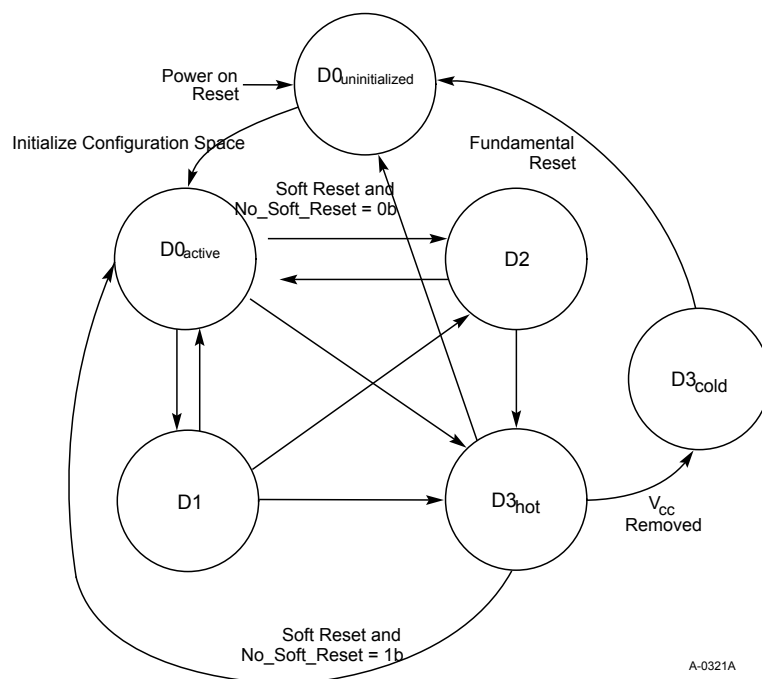 D0uninitialized
Power on
Reset
Initialize Configuration Space
Fundamental
Reset
Soft Reset and
No_Soft_Reset = 0b
D0active
D2
D3cold
D1
D3hot
Vcc
Removed
Soft Reset and
No_Soft_Reset = 1b
A-0321A